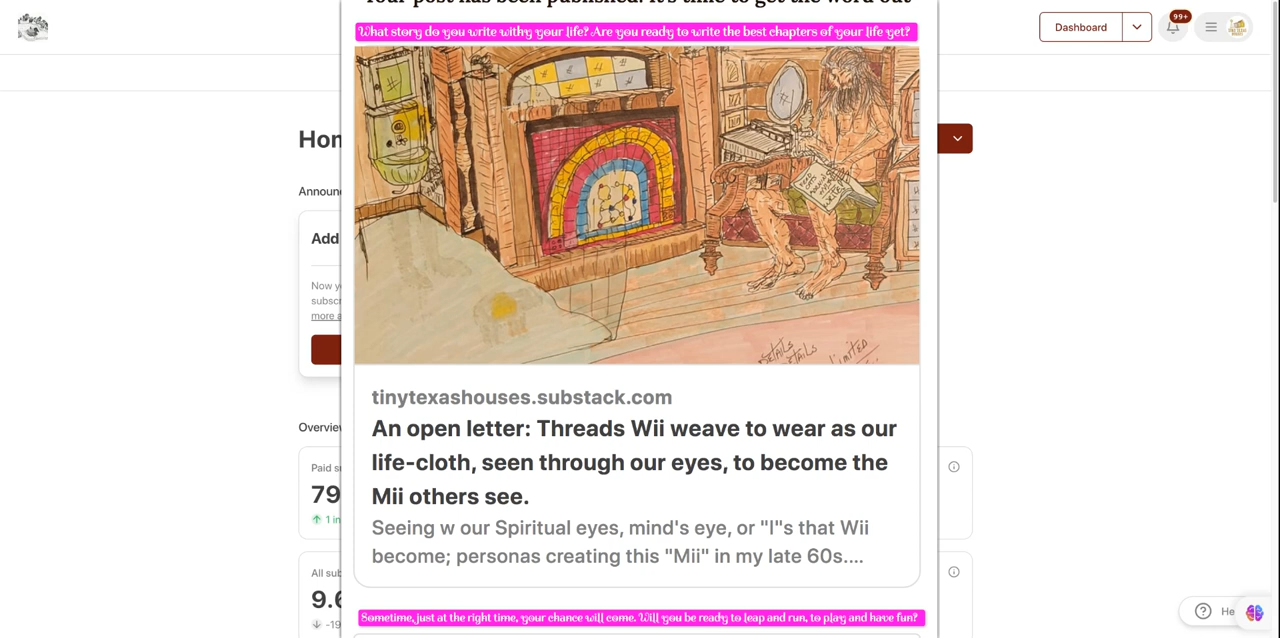 Your post has been published! It's time to get the word out
What story do you write withy your life? Are you ready to write the best chapters of your life yet?
Dashboard
99+
Hon
Announ
Add
Now y
subscr
more a
DETAILS
DETAILS
LIMITED
tinytexashouses.substack.com
An open letter: Threads Wii weave to wear as our
life-cloth, seen through our eyes, to become the
Mii others see.
Seeing w our Spiritual eyes, mind's eye, or "I"s that Wii
become; personas creating this "Mii" in my late 60s....
Overview
Paid su
79
1 in
All sub
9.6
-19
He
Sometime, just at the right time, your chance will come. Will you be ready to leap and run, to play and have fun?